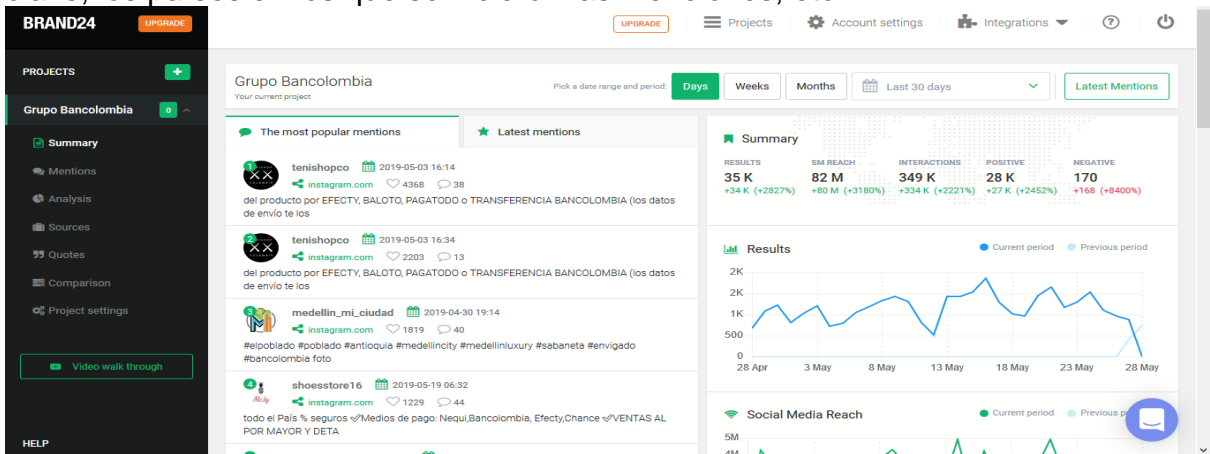 BRAND24
UPGRADE
UPGRADE
Projects
Account settings
Integrations
?
PROJECTS
+
Grupo Bancolombia
0
Summary
Mentions
Analysis
Sources
Quotes
Comparison
Project settings
Video walk through
HELP
Grupo Bancolombia
Your current project
Pick a date range and period:
Days
Weeks
Months
Last 30 days
Latest Mentions
The most popular mentions
Latest mentions
1
tenishopco 2019-05-03 16:14
instagram.com 4368 38
del producto por EFECTY, BALOTO, PAGATODO o TRANSFERENCIA BANCOLOMBIA (los datos
de envío te los
2
tenishopco 2019-05-03 16:34
instagram.com 2203 13
del producto por EFECTY, BALOTO, PAGATODO o TRANSFERENCIA BANCOLOMBIA (los datos
de envío te los
3
medellin_mi_ciudad 2019-04-30 19:14
instagram.com 1819 40
#elpoblado #poblado #antioquia #medellincity #medellinluxury #sabaneta #envigado
#bancolombia foto
4
shoesstore16 2019-05-19 06:32
instagram.com 1229 44
todo el País % seguros ✅Medios de pago: Nequi,Bancolombia, Efecty,Chance ✅VENTAS AL
POR MAYOR Y DETA
Summary
RESULTS SM REACH INTERACTIONS POSITIVE NEGATIVE
35 K 82 M 349 K 28 K 170
+34 K (+2827%) +80 M (+3180%) +334 K (+2221%) +27 K (+2452%) +168 (+8400%)
Results
Current period Previous period
2K
2K
1K
500
0
28 Apr 3 May 8 May 13 May 18 May 23 May 28 May
Social Media Reach
Current period Previous p
5M
4M